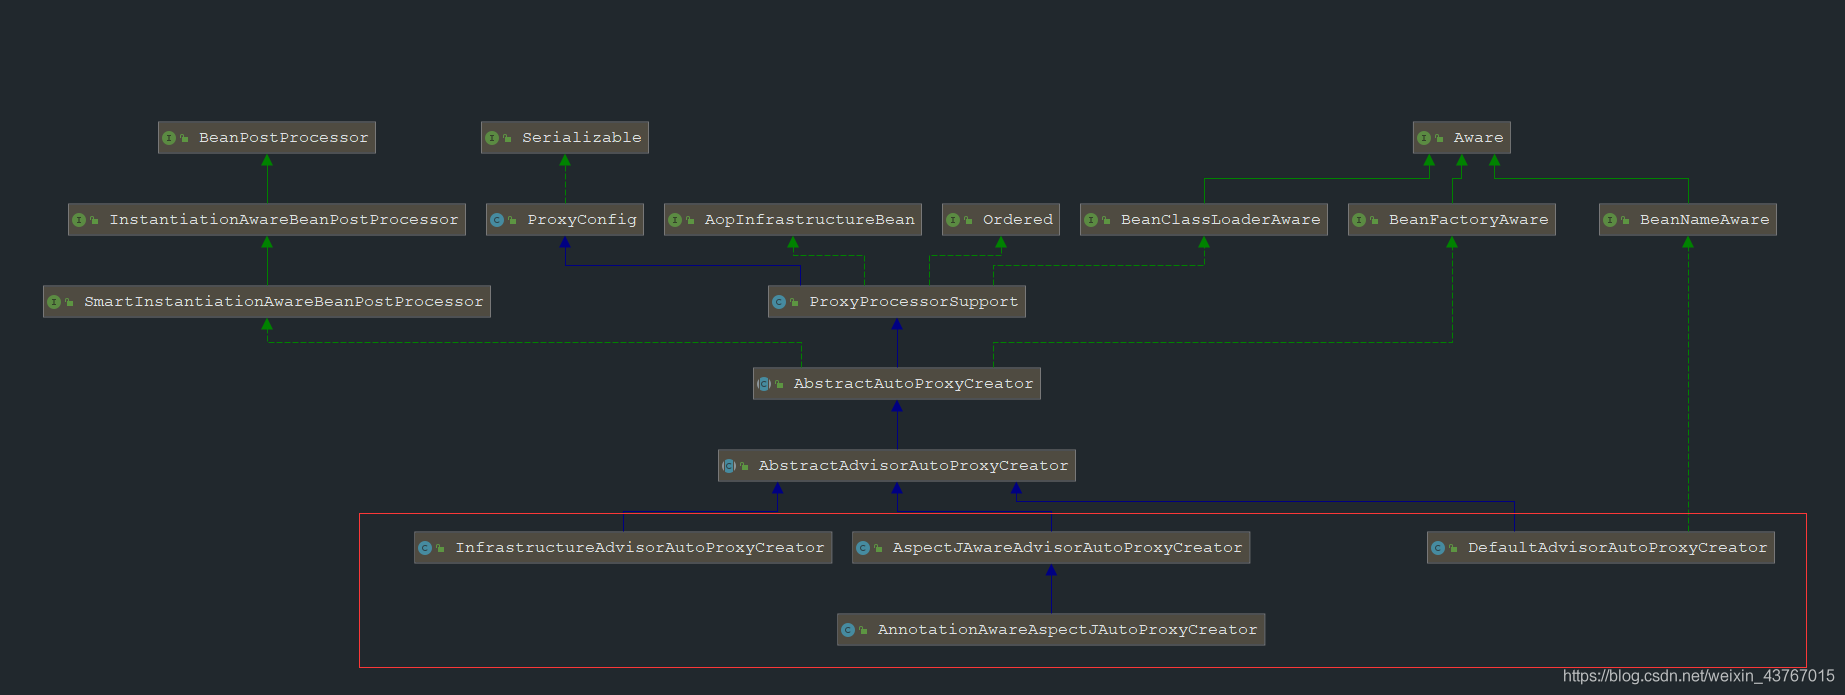 BeanPostProcessor
Serializable
Aware
InstantiationAwareBeanPostProcessor
ProxyConfig
AopInfrastructureBean
Ordered
BeanClassLoaderAware
BeanFactoryAware
BeanNameAware
SmartInstantiationAwareBeanPostProcessor
ProxyProcessorSupport
AbstractAutoProxyCreator
AbstractAdvisorAutoProxyCreator
InfrastructureAdvisorAutoProxyCreator
AspectJAwareAdvisorAutoProxyCreator
DefaultAdvisorAutoProxyCreator
AnnotationAwareAspectJAutoProxyCreator
https://blog.csdn.net/weixin_43767015